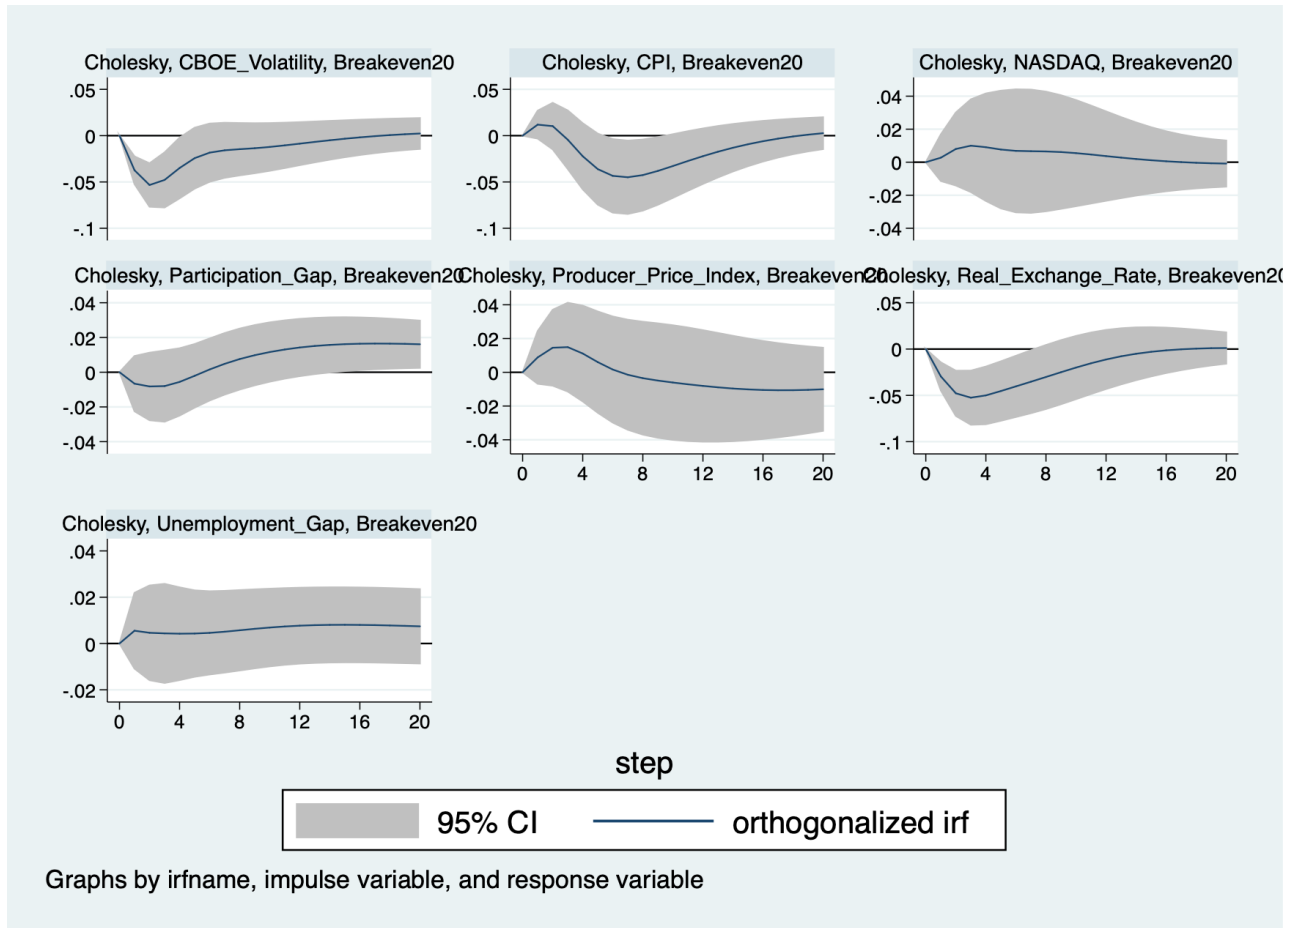 Cholesky, CBOE_Volatility, Breakeven20
Cholesky, CPI, Breakeven20
Cholesky, NASDAQ, Breakeven20
.05
0
-.05
-.1
.05
0
-.05
-.1
.04
.02
0
-.02
-.04
Cholesky, Participation_Gap, Breakeven20
Cholesky, Producer_Price_Index, Breakeven20
Cholesky, Real_Exchange_Rate, Breakeven20
.04
.02
0
-.02
-.04
.04
.02
0
-.02
-.04
0 4 8 12 16 20
.05
0
-.05
-.1
0 4 8 12 16 20
Cholesky, Unemployment_Gap, Breakeven20
.04
.02
0
-.02
0 4 8 12 16 20
step
95% CI
orthogonalized irf
Graphs by irfname, impulse variable, and response variable